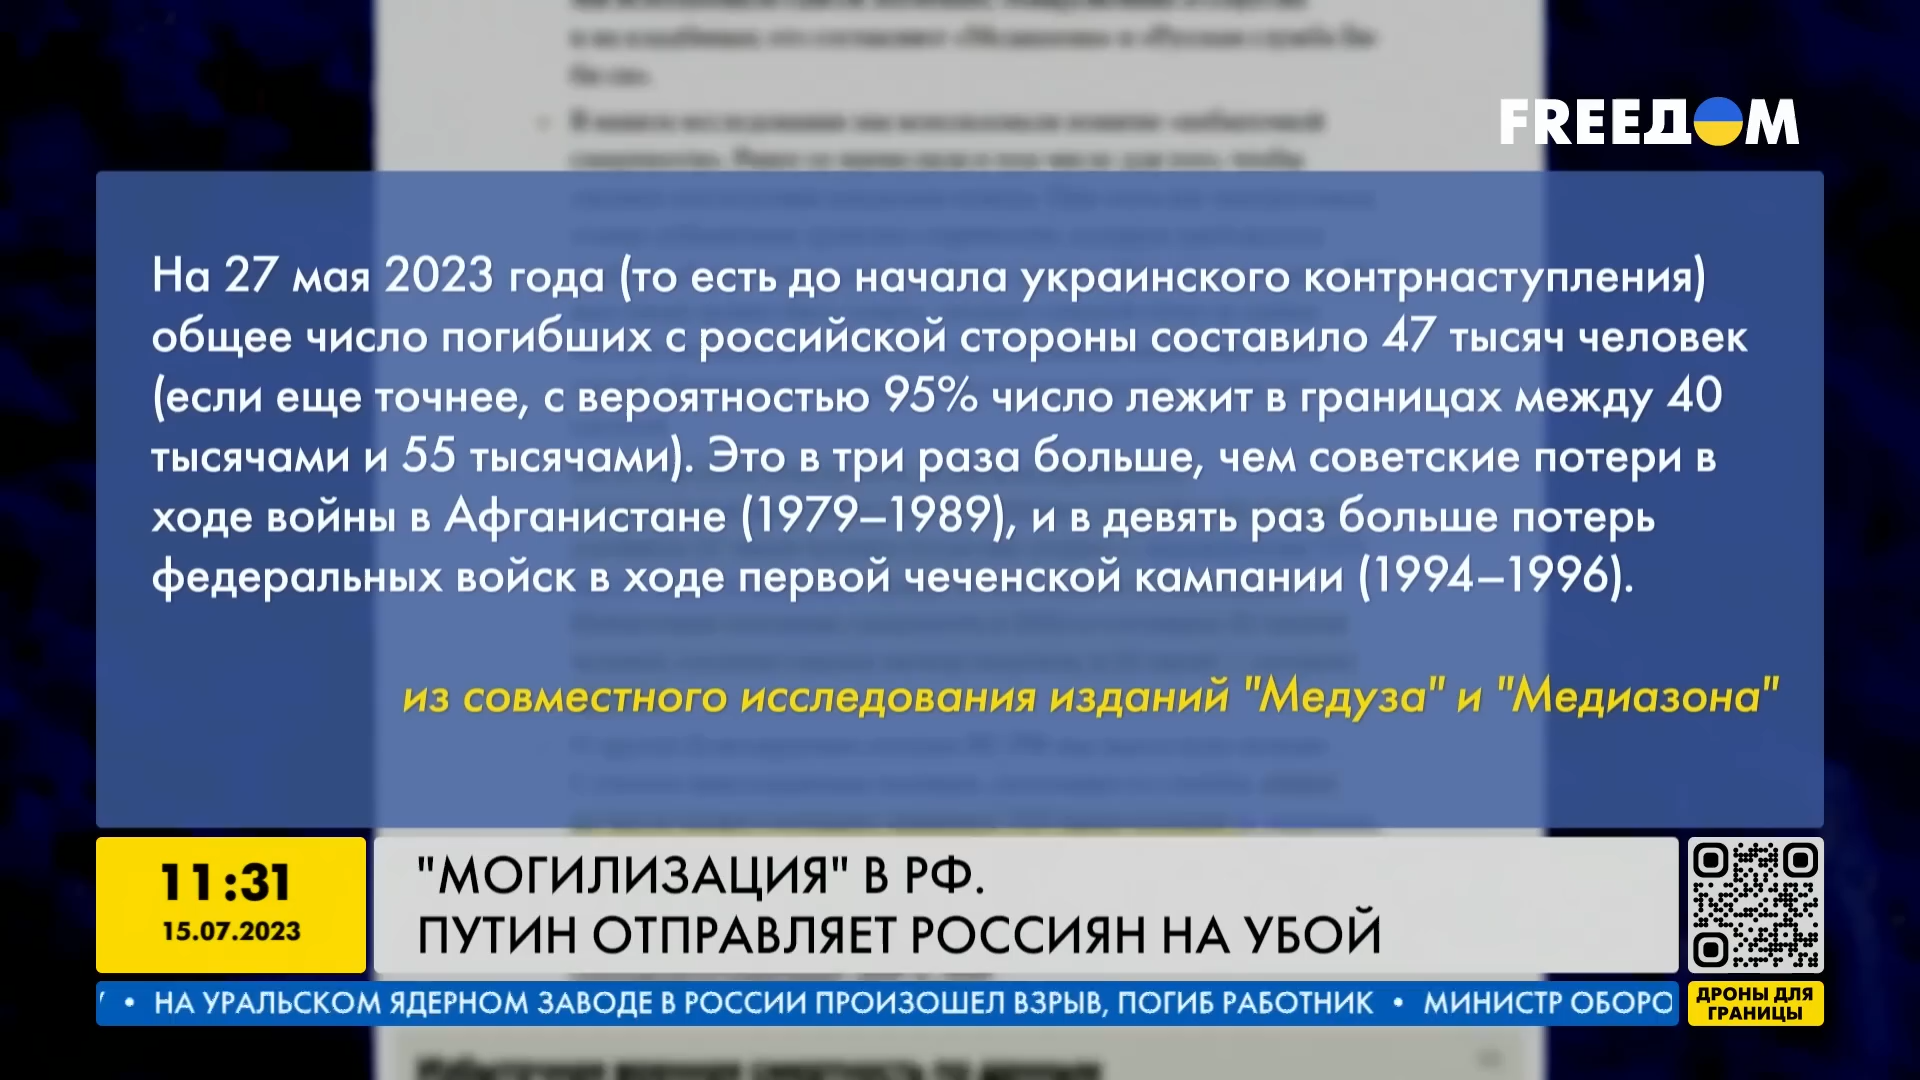 FREEДOM
На 27 мая 2023 года (то есть до начала украинского контрнаступления)
общее число погибших с российской стороны составило 47 тысяч человек
(если еще точнее, с вероятностью 95% число лежит в границах между 40
тысячами и 55 тысячами). Это в три раза больше, чем советские потери в
ходе войны в Афганистане (1979–1989), и в девять раз больше потерь
федеральных войск в ходе первой чеченской кампании (1994–1996).
из совместного исследования изданий "Медуза" и "Медиазона"
11:31
15.07.2023
"МОГИЛИЗАЦИЯ" В РФ.
ПУТИН ОТПРАВЛЯЕТ РОССИЯН НА УБОЙ
• НА УРАЛЬСКОМ ЯДЕРНОМ ЗАВОДЕ В РОССИИ ПРОИЗОШЕЛ ВЗРЫВ, ПОГИБ РАБОТНИК • МИНИСТР ОБОРО
ДРОНЫ ДЛЯ
ГРАНИЦЫ